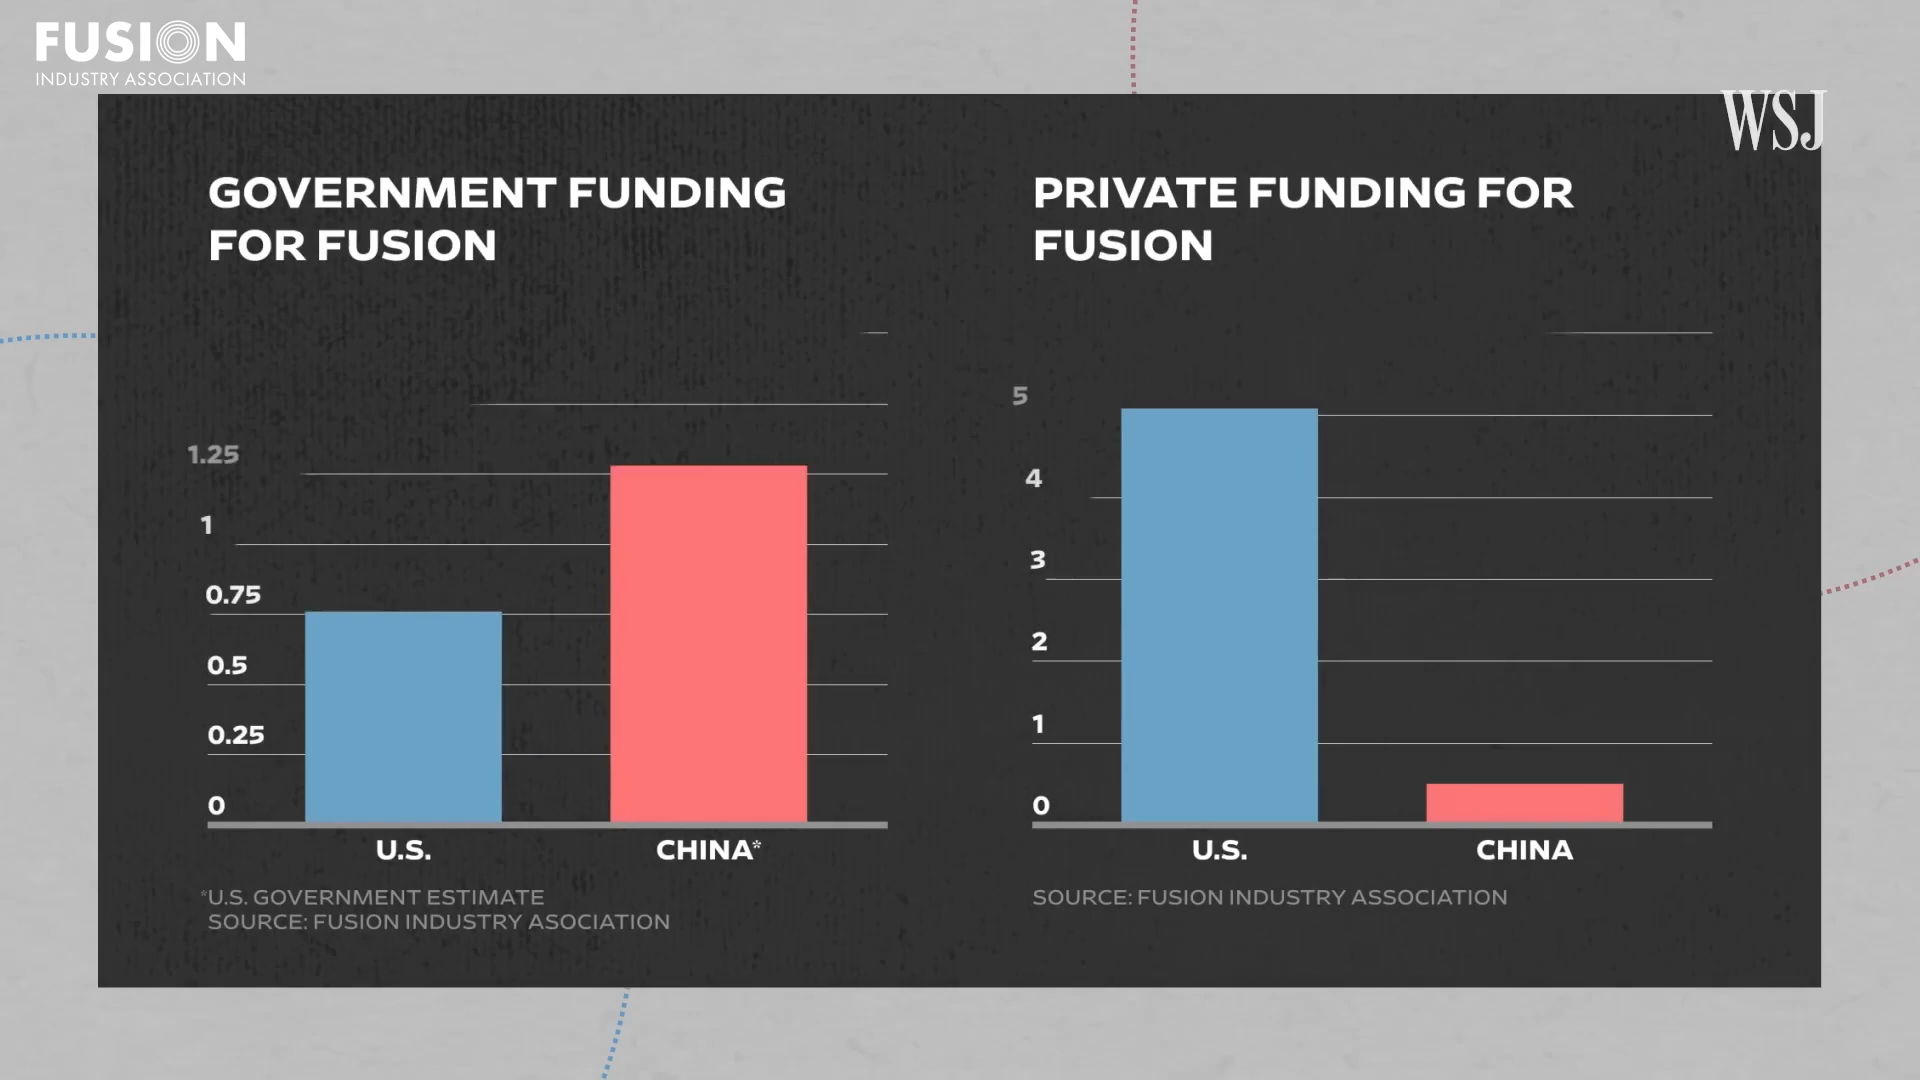 FUSION
INDUSTRY ASSOCIATION
WSJ
GOVERNMENT FUNDING
FOR FUSION
1.25
1
0.75
0.5
0.25
0
U.S.
CHINA*
*U.S. GOVERNMENT ESTIMATE
SOURCE: FUSION INDUSTRY ASOCIATION
PRIVATE FUNDING FOR
FUSION
5
4
3
2
1
0
U.S.
CHINA
SOURCE: FUSION INDUSTRY ASSOCIATION